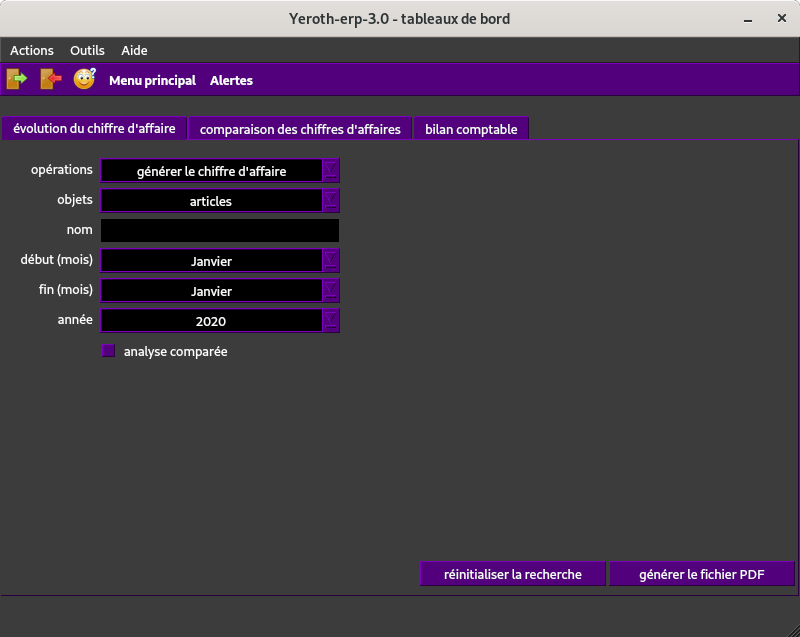 Yeroth-erp-3.0 - tableaux de bord
Actions Outils Aide
Menu principal Alertes
évolution du chiffre d'affaire comparaison des chiffres d'affaires bilan comptable
opérations générer le chiffre d'affaire
objets articles
nom
début (mois) Janvier
fin (mois) Janvier
année 2020
analyse comparée
réinitialiser la recherche générer le fichier PDF